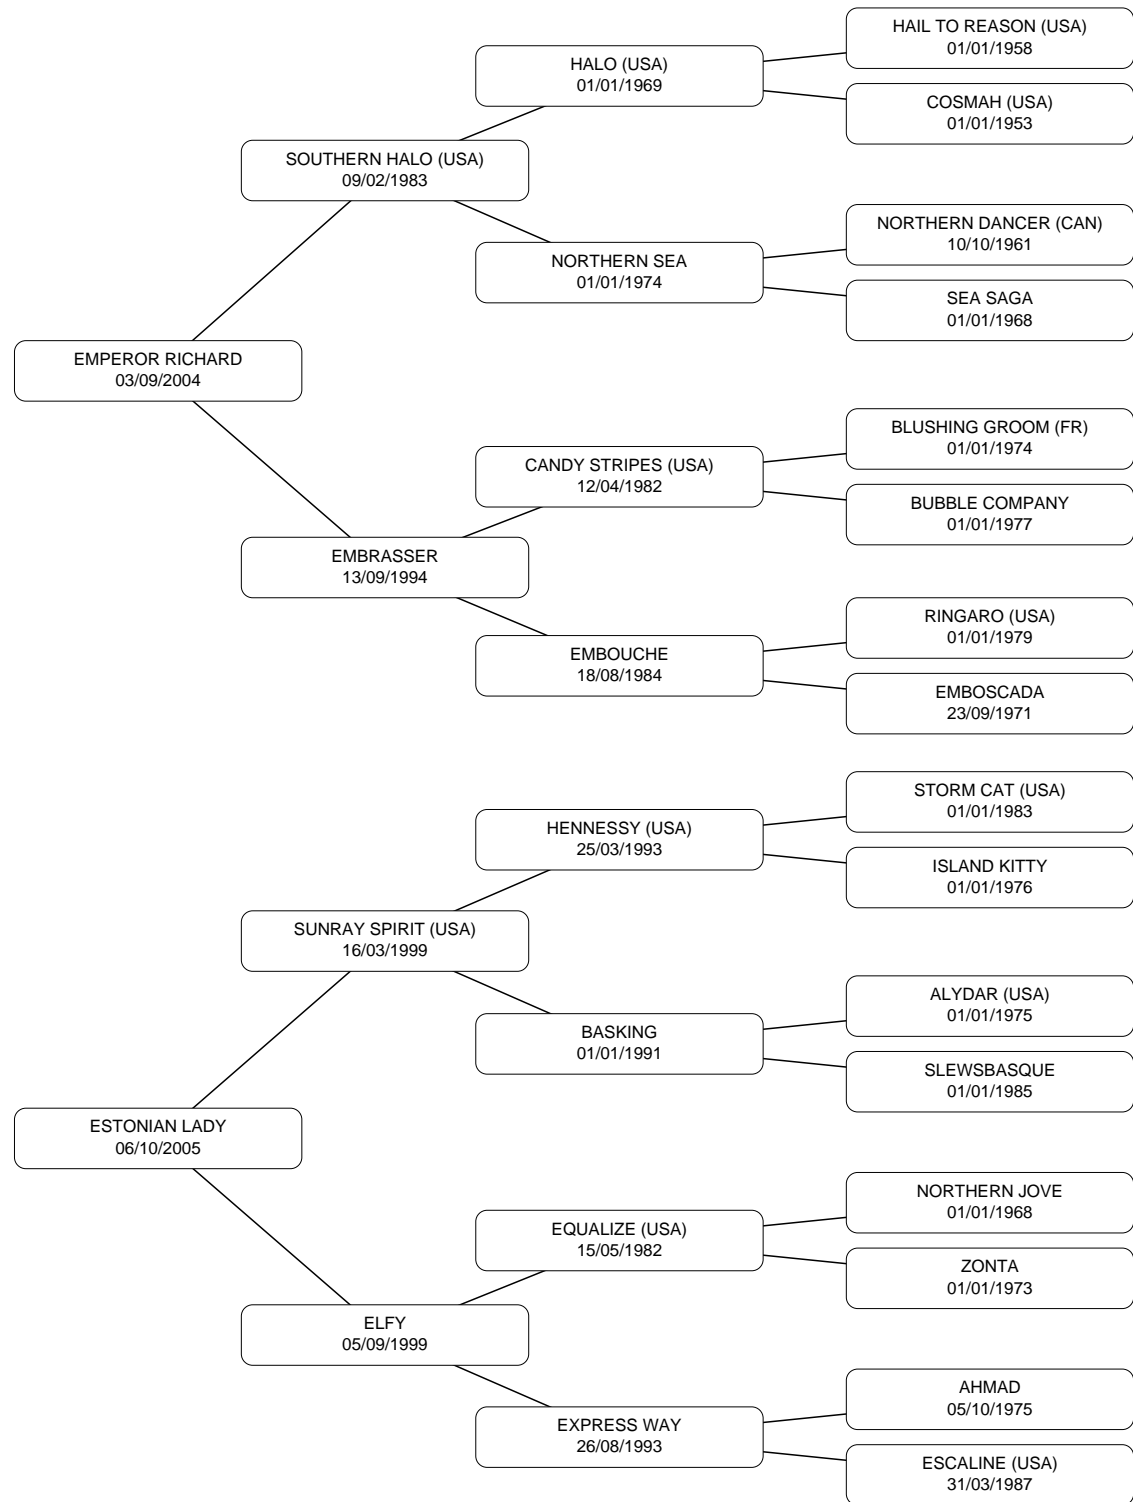 HAIL TO REASON (USA)
01/01/1958
HALO (USA)
01/01/1969
COSMAH (USA)
01/01/1953
SOUTHERN HALO (USA)
09/02/1983
NORTHERN DANCER (CAN)
10/10/1961
NORTHERN SEA
01/01/1974
SEA SAGA
01/01/1968
EMPEROR RICHARD
03/09/2004
BLUSHING GROOM (FR)
01/01/1974
CANDY STRIPES (USA)
12/04/1982
BUBBLE COMPANY
01/01/1977
EMBRASSER
13/09/1994
RINGARO (USA)
01/01/1979
EMBOUCHE
18/08/1984
EMBOSCADA
23/09/1971
STORM CAT (USA)
01/01/1983
HENNESSY (USA)
25/03/1993
ISLAND KITTY
01/01/1976
SUNRAY SPIRIT (USA)
16/03/1999
ALYDAR (USA)
01/01/1975
BASKING
01/01/1991
SLEWSBASQUE
01/01/1985
ESTONIAN LADY
06/10/2005
NORTHERN JOVE
01/01/1968
EQUALIZE (USA)
15/05/1982
ZONTA
01/01/1973
ELFY
05/09/1999
AHMAD
05/10/1975
EXPRESS WAY
26/08/1993
ESCALINE (USA)
31/03/1987